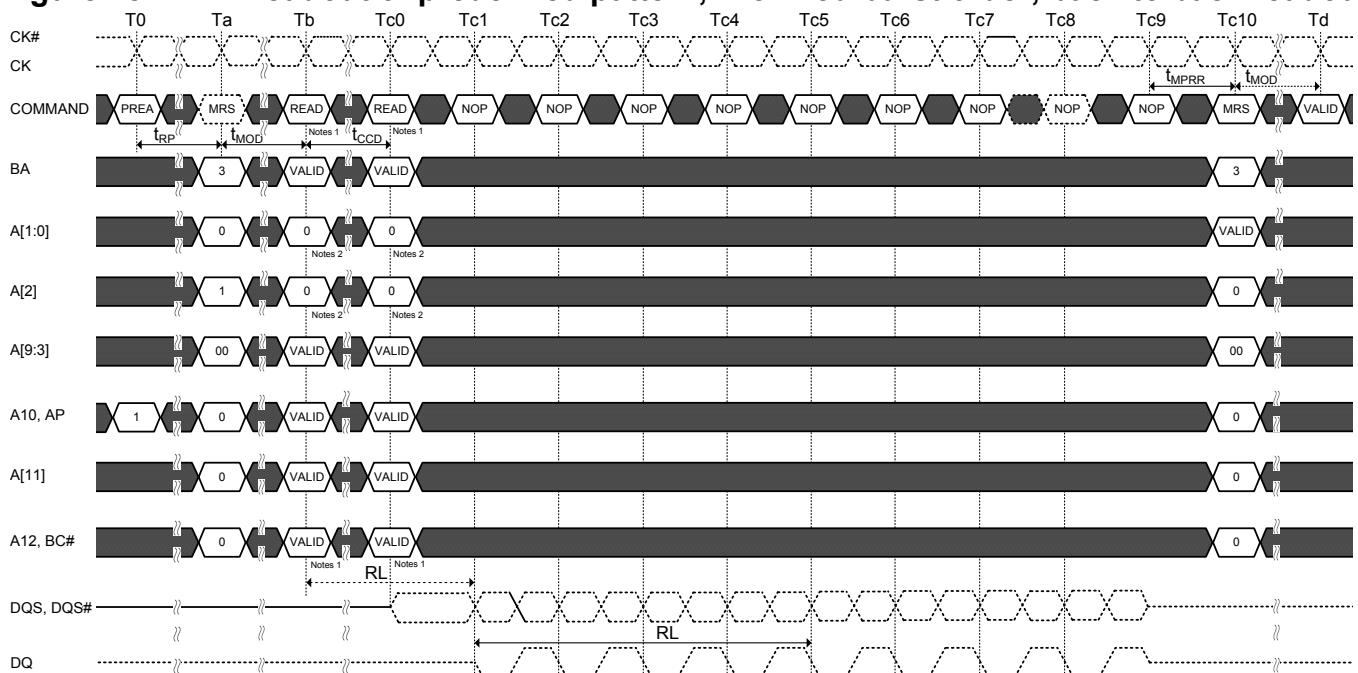 Figure of predefined pattern,
T0 Ta Tb Tc0 Tc1 Tc2 Tc3 Tc4 Tc5 Tc6 Tc7 Tc8 Tc9 Tc10 Td
CK#
CK
tMPRR tMOD
COMMAND PREA MRS READ READ NOP NOP NOP NOP NOP NOP NOP NOP NOP MRS VALID
Notes 1 Notes 1
tRP tMOD tCCD
BA 3 VALID VALID 3
A[1:0] 0 0 0 VALID
Notes 2 Notes 2
A[2] 1 0 0 0
Notes 2 Notes 2
A[9:3] 00 VALID VALID 00
A10, AP 1 0 VALID VALID 0
A[11] 0 VALID VALID 0
A12, BC# 0 VALID VALID 0
Notes 1 Notes 1
RL
DQS, DQS#
RL
DQ